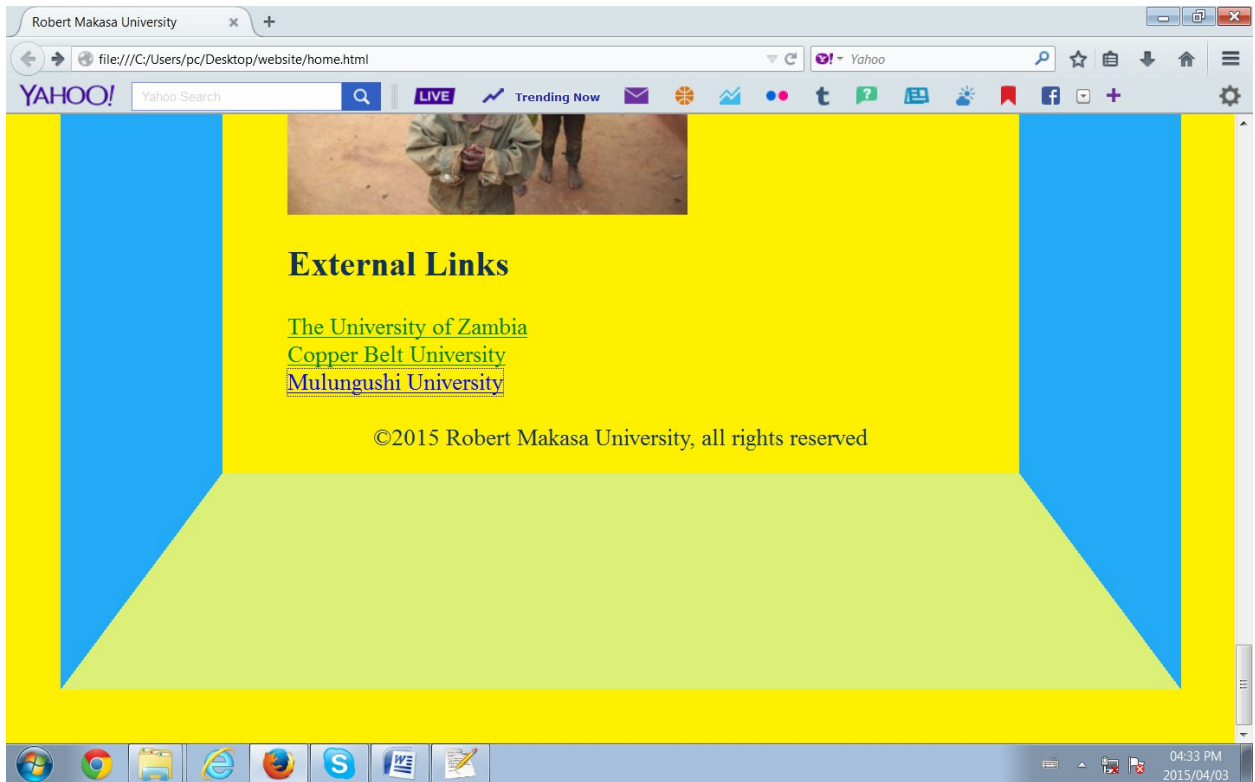 Robert Makasa University
file:///C:/Users/pc/Desktop/website/home.html
Yahoo
YAHOO!
Yahoo Search
LIVE
Trending Now
External Links
The University of Zambia
Copper Belt University
Mulungushi University
©2015 Robert Makasa University, all rights reserved
04:33 PM
2015/04/03